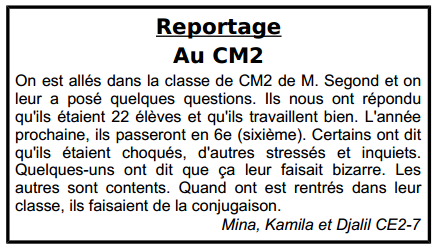 Reportage
Au CM2
On est allés dans la classe de CM2 de M. Segond et on
leur a posé quelques questions. Ils nous ont répondu
qu'ils étaient 22 élèves et qu'ils travaillent bien. L'année
prochaine, ils passeront en 6e (sixième). Certains ont dit
qu'ils étaient choqués, d'autres stressés et inquiets.
Quelques-uns ont dit que ça leur faisait bizarre. Les
autres sont contents. Quand ont est rentrés dans leur
classe, ils faisaient de la conjugaison.
Mina, Kamila et Djalil CE2-7